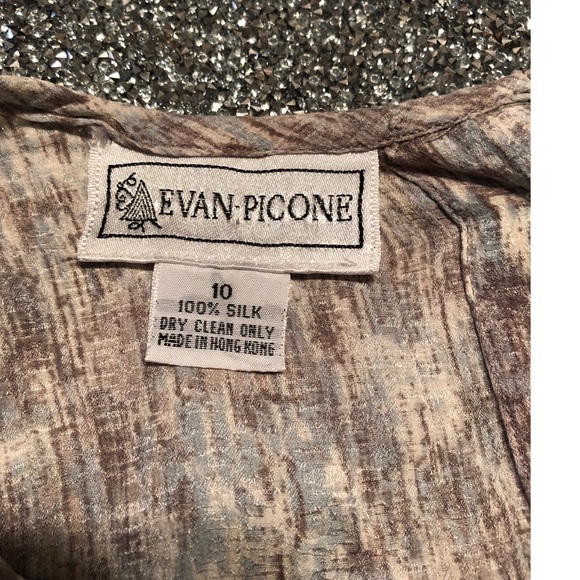 EVAN-PICONE
10
100% SILK
DRY CLEAN ONLY
MADE IN HONG KONG